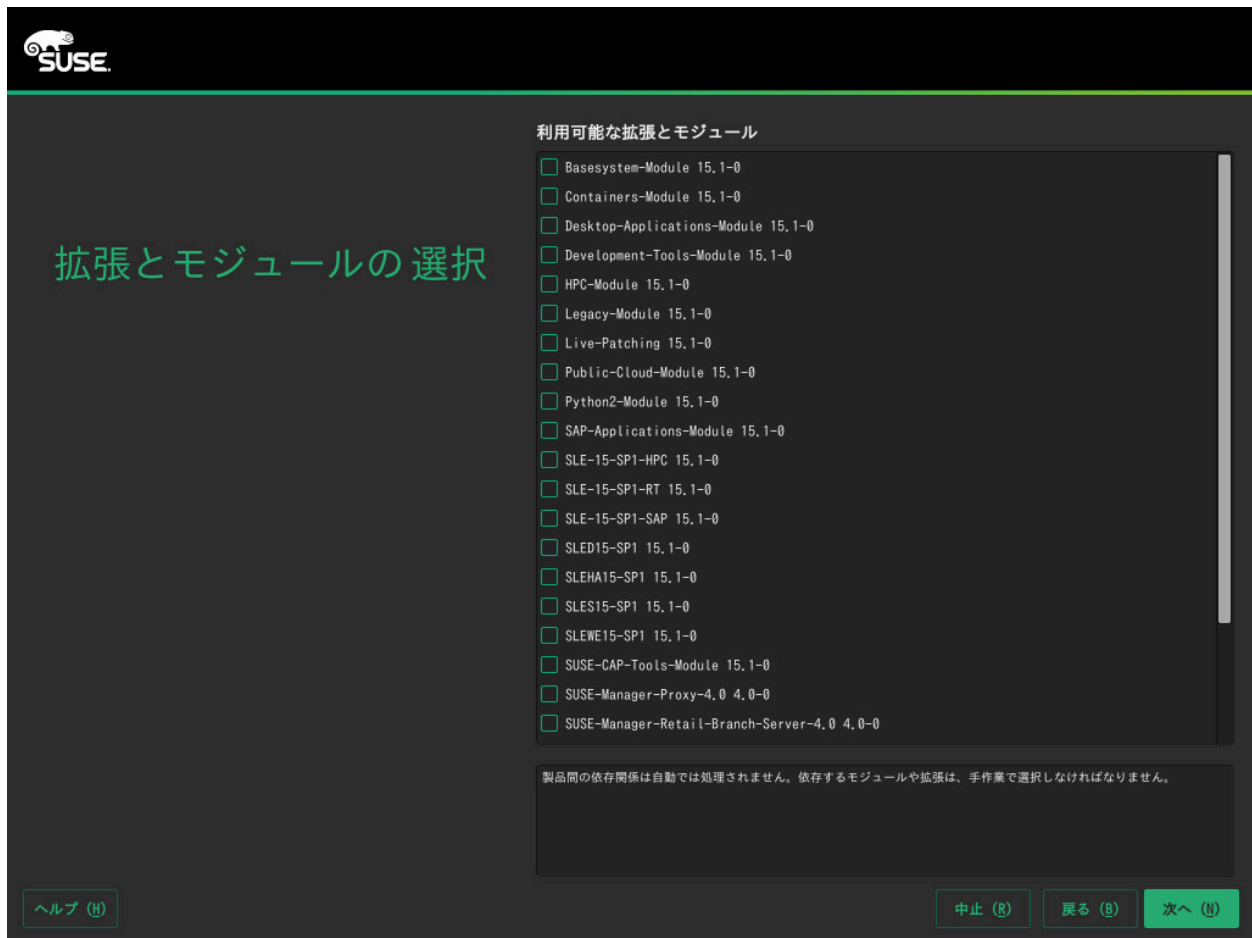 SUSE.
拡張とモジュールの選択
利用可能な拡張とモジュール
Basesystem-Module 15.1-0
Containers-Module 15.1-0
Desktop-Applications-Module 15.1-0
Development-Tools-Module 15.1-0
HPC-Module 15.1-0
Legacy-Module 15.1-0
Live-Patching 15.1-0
Public-Cloud-Module 15.1-0
Python2-Module 15.1-0
SAP-Applications-Module 15.1-0
SLE-15-SP1-HPC 15.1-0
SLE-15-SP1-RT 15.1-0
SLE-15-SP1-SAP 15.1-0
SLED15-SP1 15.1-0
SLEHA15-SP1 15.1-0
SLES15-SP1 15.1-0
SLEWE15-SP1 15.1-0
SUSE-CAP-Tools-Module 15.1-0
SUSE-Manager-Proxy-4.0 4.0-0
SUSE-Manager-Retail-Branch-Server-4.0 4.0-0
製品間の依存関係は自動では処理されません。依存するモジュールや拡張は、手作業で選択しなければなりません。
ヘルプ (H)
中止 (R)
戻る (B)
次へ (N)